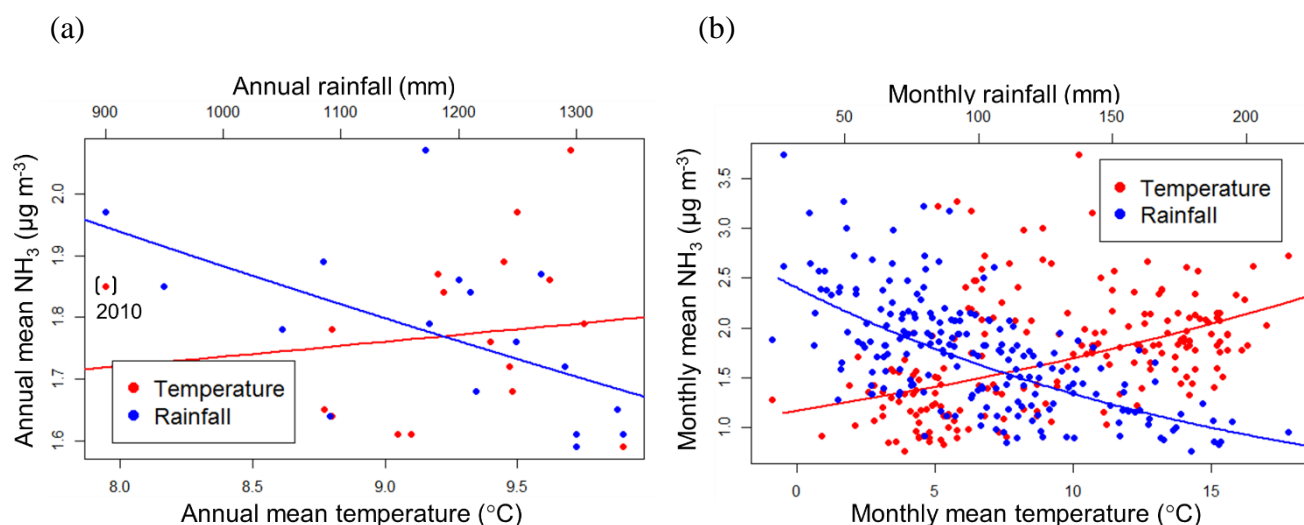 (a)
Annual rainfall (mm)
900 1000 1100 1200 1300
Annual mean NH3 (µg m-3)
1.6 1.7 1.8 1.9 2.0
[ ]
2010
Temperature
Rainfall
8.0 8.5 9.0 9.5
Annual mean temperature (°C)
(b)
Monthly rainfall (mm)
50 100 150 200
Monthly mean NH3 (µg m-3)
1.0 1.5 2.0 2.5 3.0 3.5
Temperature
Rainfall
0 5 10 15
Monthly mean temperature (°C)